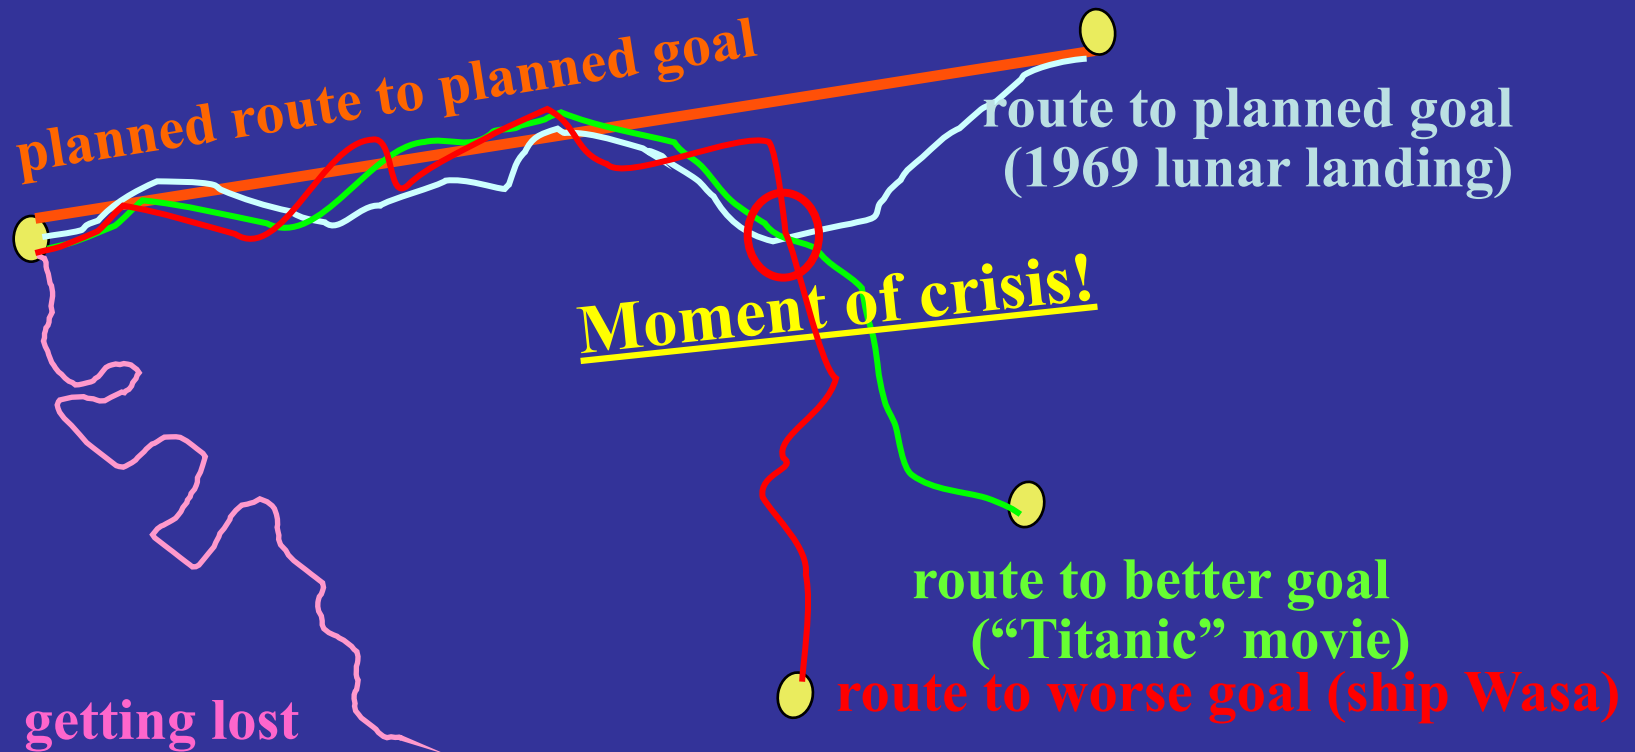 planned route to planned goal
route to planned goal
(1969 lunar landing)
Moment of crisis!
route to better goal
(“Titanic” movie)
route to worse goal (ship Wasa)
getting lost